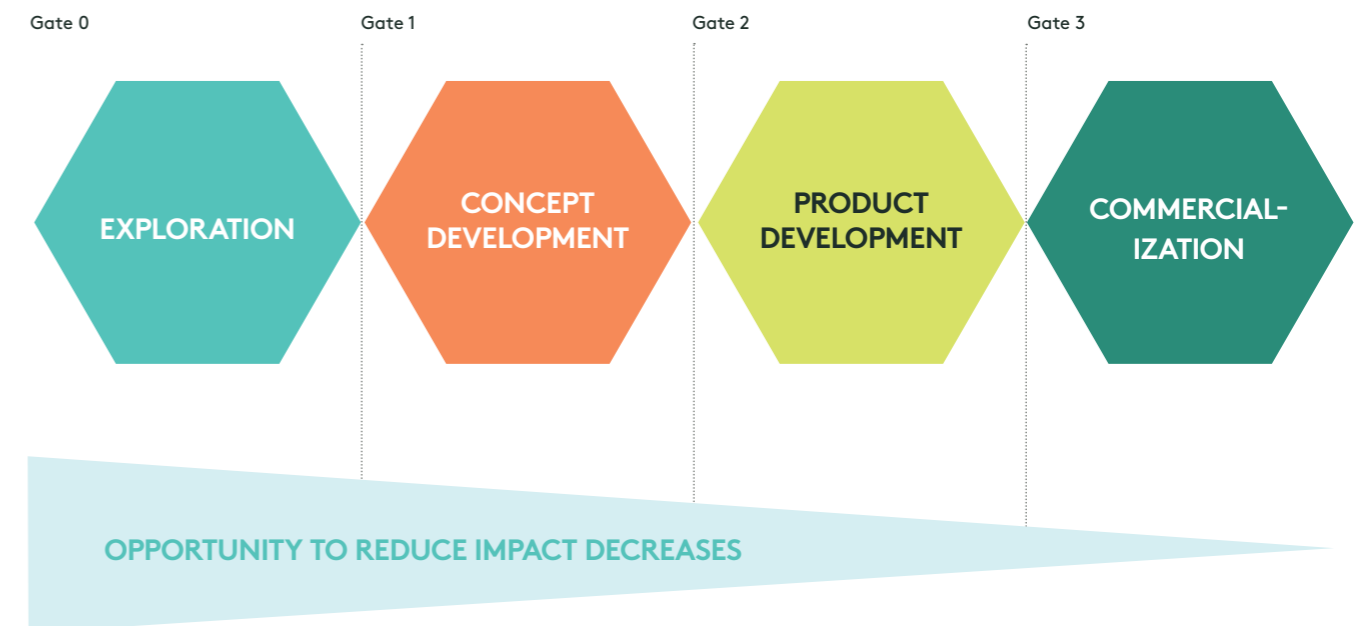 Gate 0
Gate 1
Gate 2
Gate 3
EXPLORATION
CONCEPT
DEVELOPMENT
PRODUCT
DEVELOPMENT
COMMERCIAL-
IZATION
OPPORTUNITY TO REDUCE IMPACT DECREASES